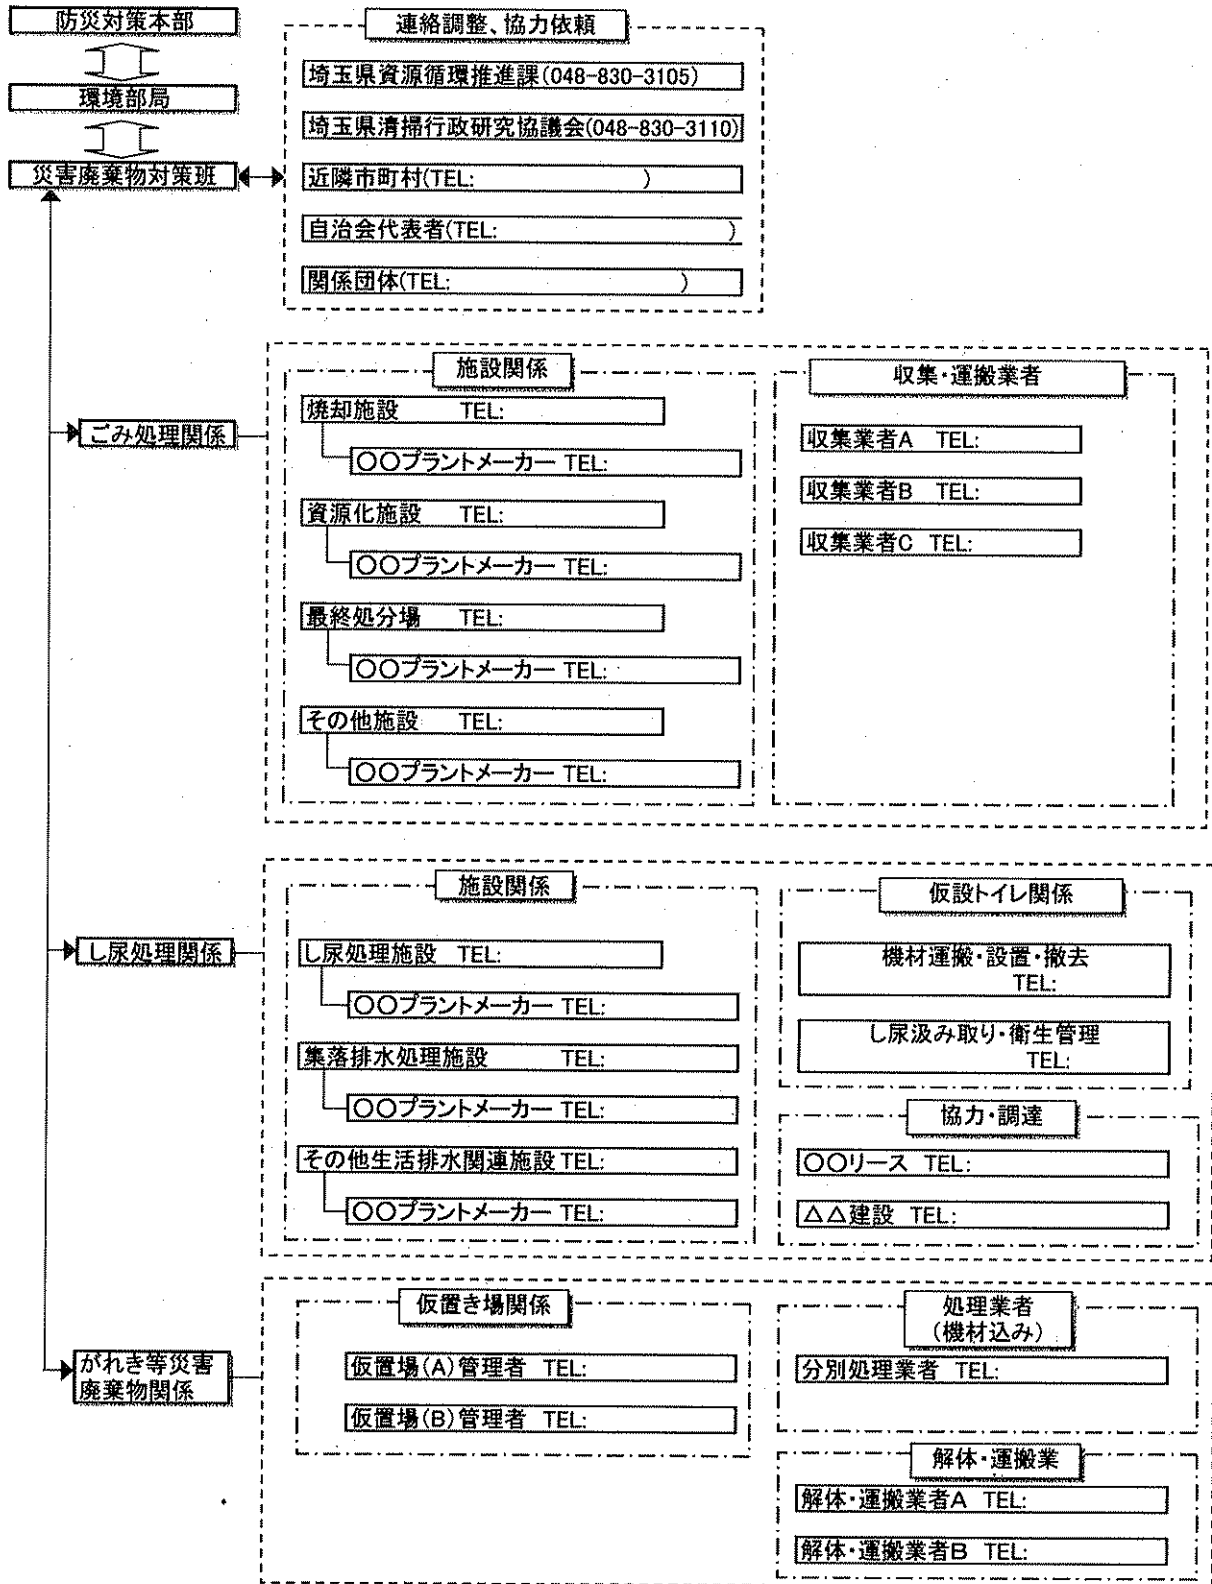 防災対策本部
環境部局
災害廃棄物対策班
連絡調整、協力依頼
埼玉県資源循環推進課(048-830-3105)
埼玉県清掃行政研究協議会(048-830-3110)
近隣市町村(TEL: )
自治会代表者(TEL: )
関係団体(TEL: )
ごみ処理関係
施設関係
焼却施設 TEL:
〇〇プラントメーカー TEL:
資源化施設 TEL:
〇〇プラントメーカー TEL:
最終処分場 TEL:
〇〇プラントメーカー TEL:
その他施設 TEL:
〇〇プラントメーカー TEL:
収集・運搬業者
収集業者A TEL:
収集業者B TEL:
収集業者C TEL:
し尿処理関係
施設関係
し尿処理施設 TEL:
〇〇プラントメーカー TEL:
集落排水処理施設 TEL:
〇〇プラントメーカー TEL:
その他生活排水関連施設 TEL:
〇〇プラントメーカー TEL:
仮設トイレ関係
機材運搬・設置・撤去
TEL:
し尿汲み取り・衛生管理
TEL:
協力・調達
〇〇リース TEL:
△△建設 TEL:
がれき等災害
廃棄物関係
仮置き場関係
仮置場(A)管理者 TEL:
仮置場(B)管理者 TEL:
処理業者
(機材込み)
分別処理業者 TEL:
解体・運搬業
解体・運搬業者A TEL:
解体・運搬業者B TEL: